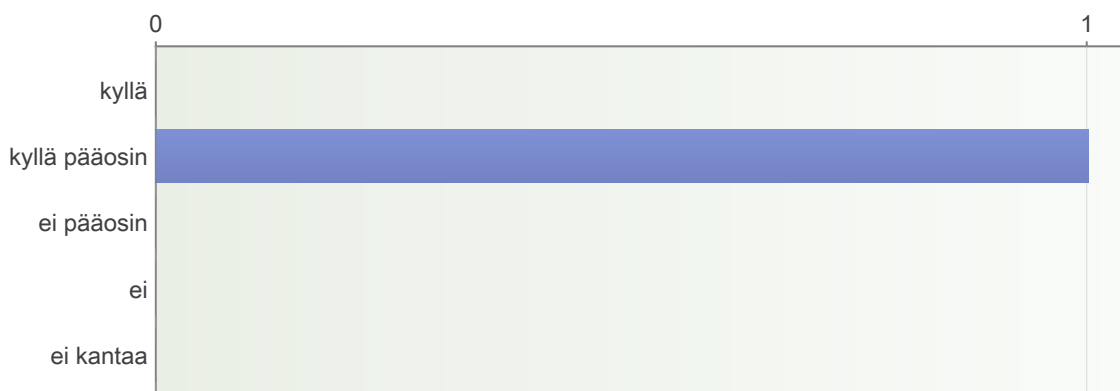 0 1
kyllä
kyllä pääosin
ei pääosin
ei
ei kantaa